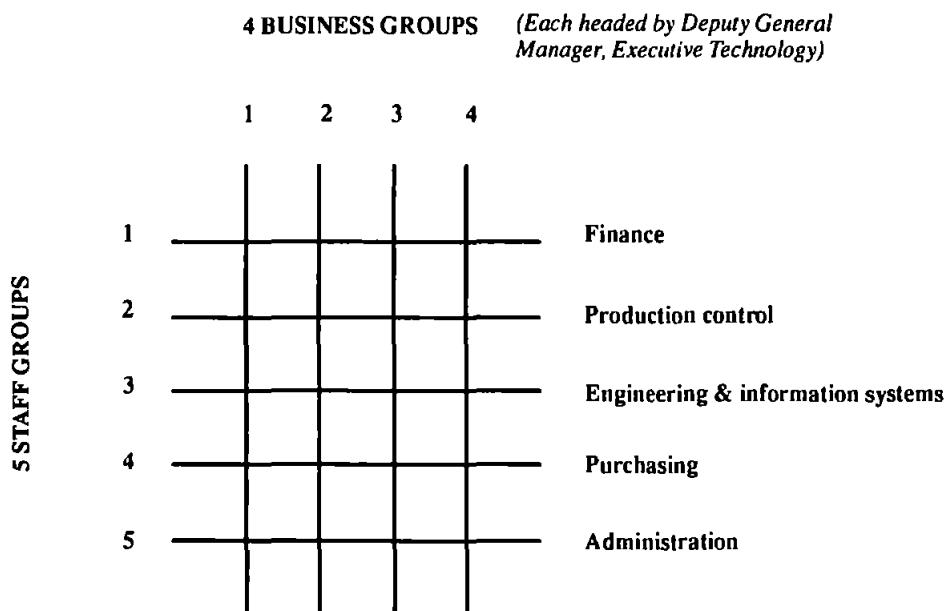 4 BUSINESS GROUPS (Each headed by Deputy General
Manager, Executive Technology)
1 2 3 4
5 STAFF GROUPS
1 Finance
2 Production control
3 Engineering & information systems
4 Purchasing
5 Administration